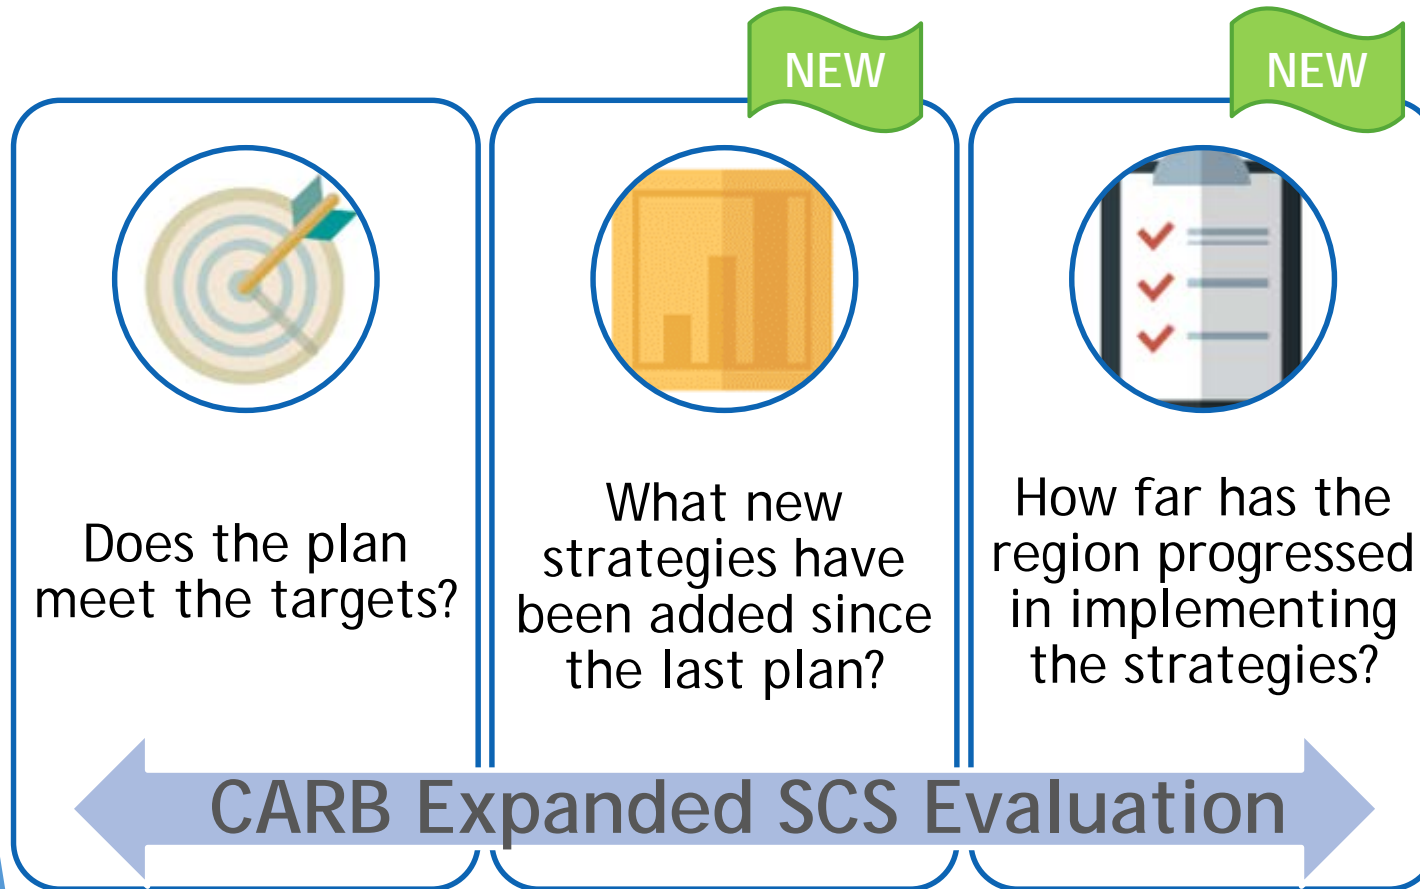 NEW
NEW
Does the plan
meet the targets?
What new
strategies have
been added since
the last plan?
How far has the
region progressed
in implementing
the strategies?
CARB Expanded SCS Evaluation